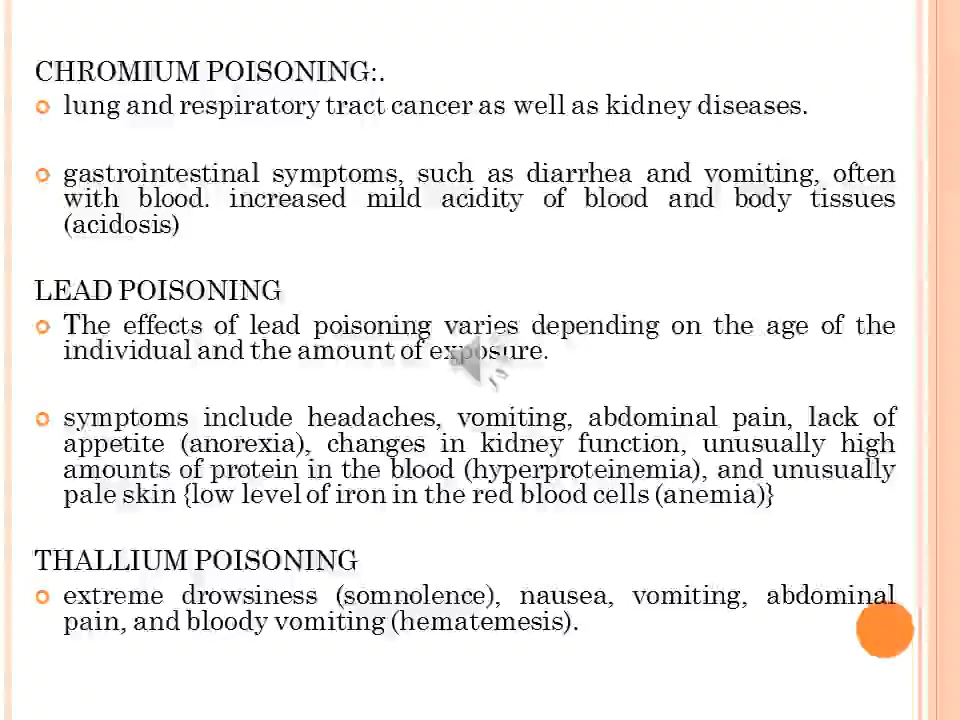 CHROMIUM POISONING:.
lung and respiratory tract cancer as well as kidney diseases.
gastrointestinal symptoms, such as diarrhea and vomiting, often
with blood. increased mild acidity of blood and body tissues
(acidosis)
LEAD POISONING
The effects of lead poisoning varies depending on the age of the
individual and the amount of exposure.
symptoms include headaches, vomiting, abdominal pain, lack of
appetite (anorexia), changes in kidney function, unusually high
amounts of protein in the blood (hyperproteinemia), and unusually
pale skin {low level of iron in the red blood cells (anemia)}
THALLIUM POISONING
extreme drowsiness (somnolence), nausea, vomiting, abdominal
pain, and bloody vomiting (hematemesis).